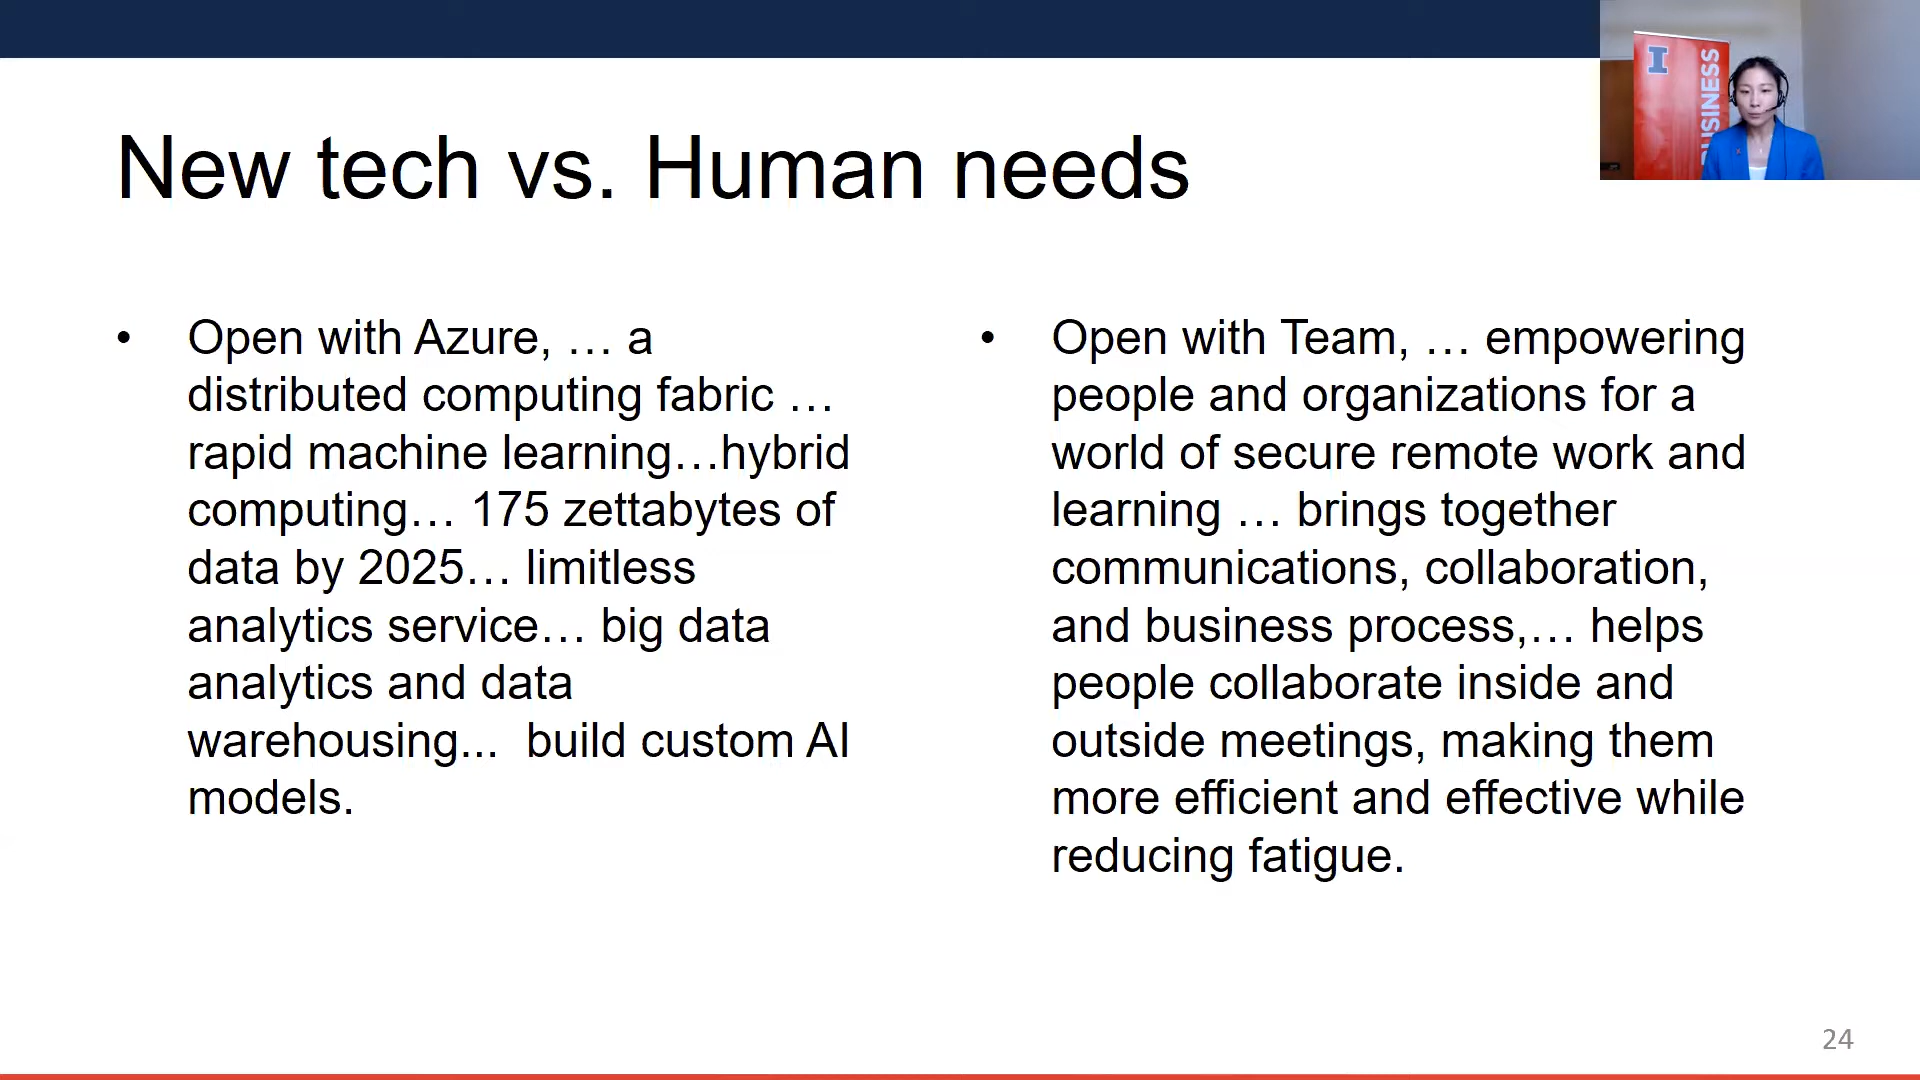 New tech vs. Human needs
• Open with Azure, … a
distributed computing fabric …
rapid machine learning…hybrid
computing… 175 zettabytes of
data by 2025… limitless
analytics service… big data
analytics and data
warehousing...  build custom AI
models.
• Open with Team, … empowering
people and organizations for a
world of secure remote work and
learning … brings together
communications, collaboration,
and business process,… helps
people collaborate inside and
outside meetings, making them
more efficient and effective while
reducing fatigue.
I
USINESS
24